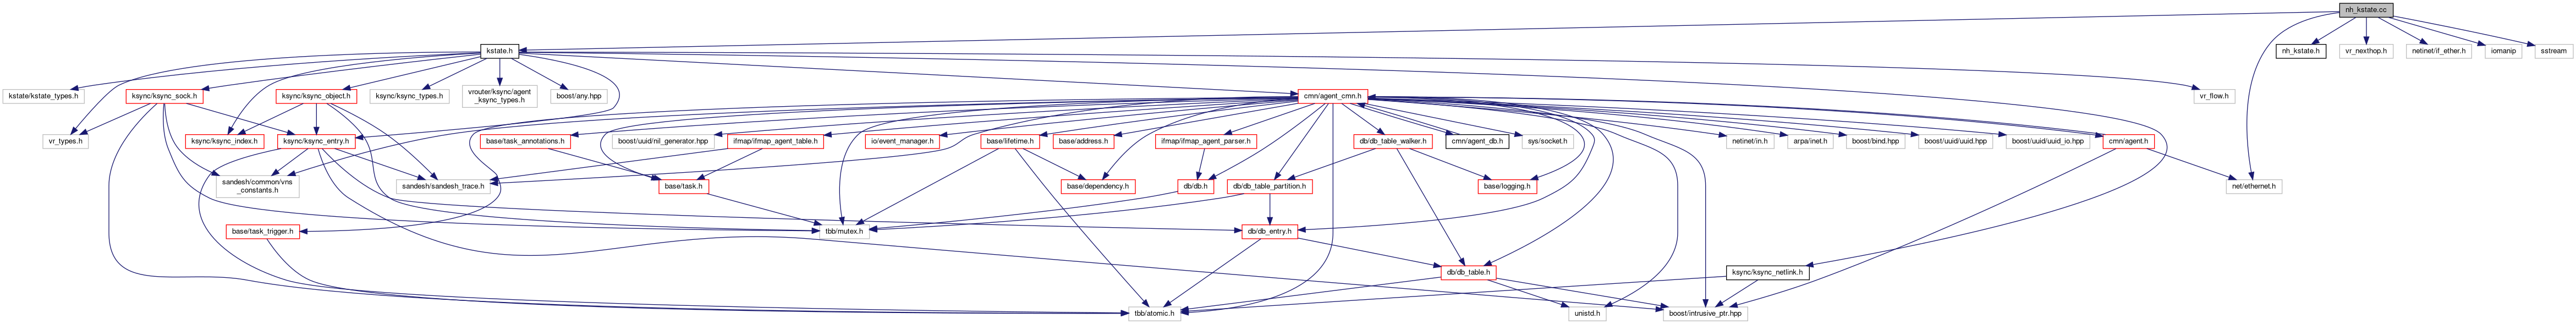 nh_kstate.cc
kstate.h
nh_kstate.h
vr_nexthop.h
netinet/if_ether.h
iomanip
sstream
kstate/kstate_types.h
ksync/ksync_sock.h
ksync/ksync_object.h
ksync/ksync_types.h
vrouter/ksync/agent
_ksync_types.h
boost/any.hpp
cmn/agent_cmn.h
vr_flow.h
vr_types.h
ksync/ksync_index.h
ksync/ksync_entry.h
base/task_annotations.h
boost/uuid/nil_generator.hpp
ifmap/ifmap_agent_table.h
io/event_manager.h
base/lifetime.h
base/address.h
ifmap/ifmap_agent_parser.h
db/db_table_walker.h
cmn/agent_db.h
sys/socket.h
netinet/in.h
arpa/inet.h
boost/bind.hpp
boost/uuid/uuid.hpp
boost/uuid/uuid_io.hpp
cmn/agent.h
sandesh/common/vns
_constants.h
sandesh/sandesh_trace.h
base/task.h
base/dependency.h
db/db.h
db/db_table_partition.h
base/logging.h
net/ethernet.h
base/task_trigger.h
tbb/mutex.h
db/db_entry.h
db/db_table.h
ksync/ksync_netlink.h
tbb/atomic.h
unistd.h
boost/intrusive_ptr.hpp